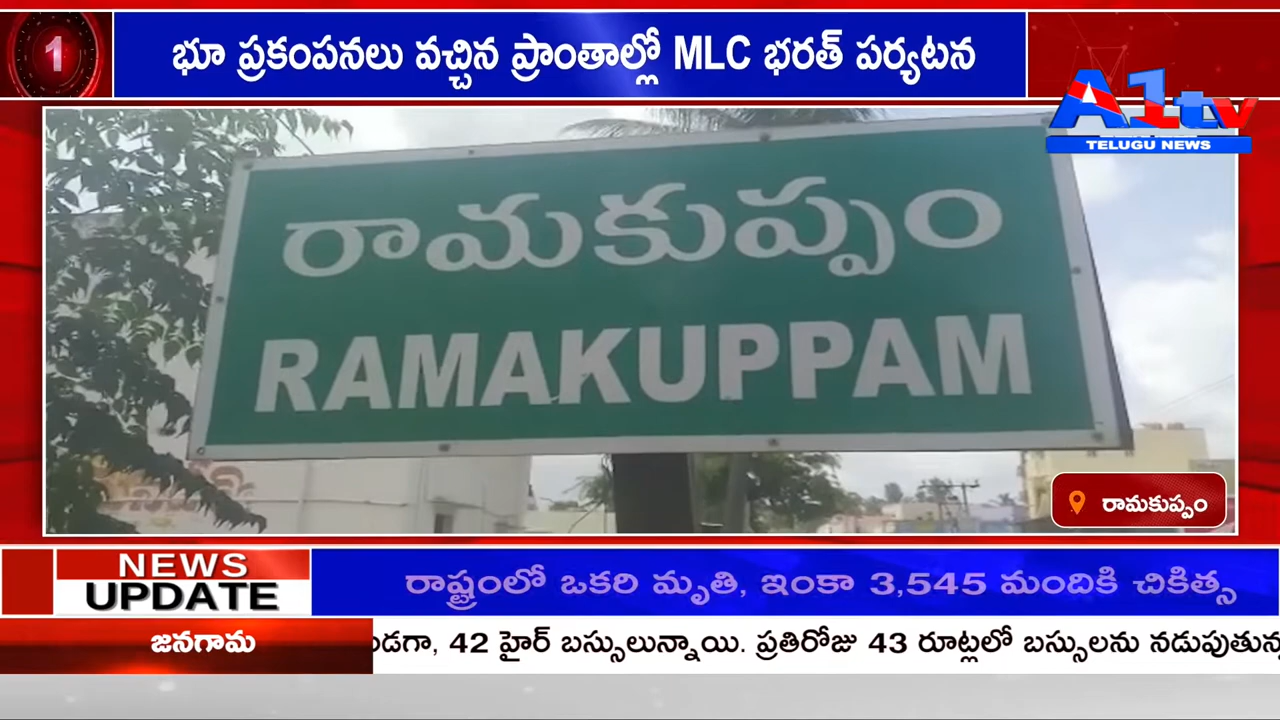 1
భూ ప్రకంపనలు వచ్చిన ప్రాంతాల్లో MLC భరత్ పర్యటన
A1tv
TELUGU NEWS
రామకుప్పం
RAMAKUPPAM
రామకుప్పం
NEWS
UPDATE
రాష్ట్రంలో ఒకరి మృతి, ఇంకా 3,545 మందికి చికిత్స
జనగామ
42 హైర్ బస్సులున్నాయి. ప్రతిరోజు 43 రూట్లలో బస్సులను